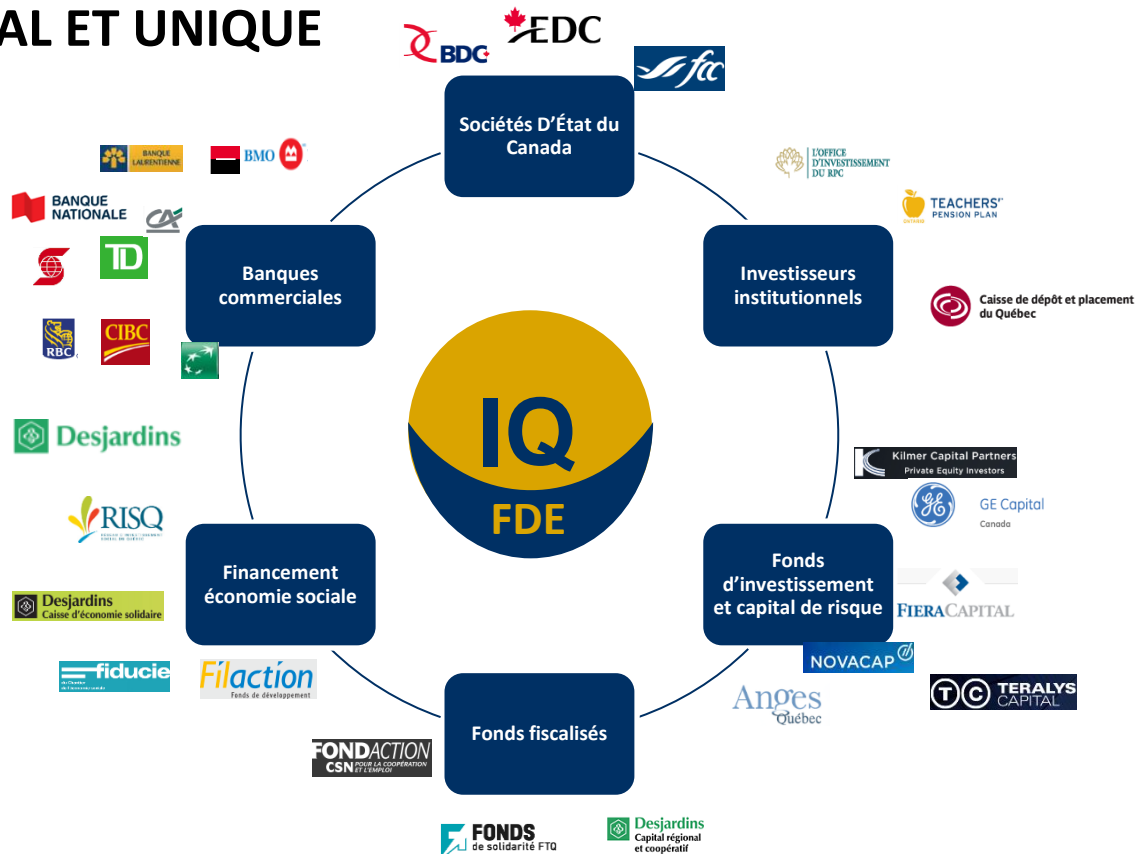 AL ET UNIQUE
BDC
EDC
fcc
Sociétés D'État du
Canada
BANQUE
LAURENTIENNE
BMO
L'OFFICE
D'INVESTISSEMENT
DU RPC
BANQUE
NATIONALE
CA
TEACHERS'
PENSION PLAN
TD
Banques
commerciales
Investisseurs
institutionnels
Caisse de dépôt et placement
du Québec
RBC
CIBC
IQ
FDE
Desjardins
Kilmer Capital Partners
Private Equity Investors
GE
GE Capital
Canada
RISQ
Financement
économie sociale
Fonds
d'investissement
et capital de risque
Desjardins
Caisse d'économie solidaire
FIERACAPITAL
NOVACAP
fiducie
Filaction
Fonds de développement
Anges
Québec
TC TERALYS
CAPITAL
Fonds fiscalisés
FONDACTION
CSN POUR LA COOPÉRATION
ET L'EMPLOI
FONDS
de solidarité FTQ
Desjardins
Capital régional
et coopératif